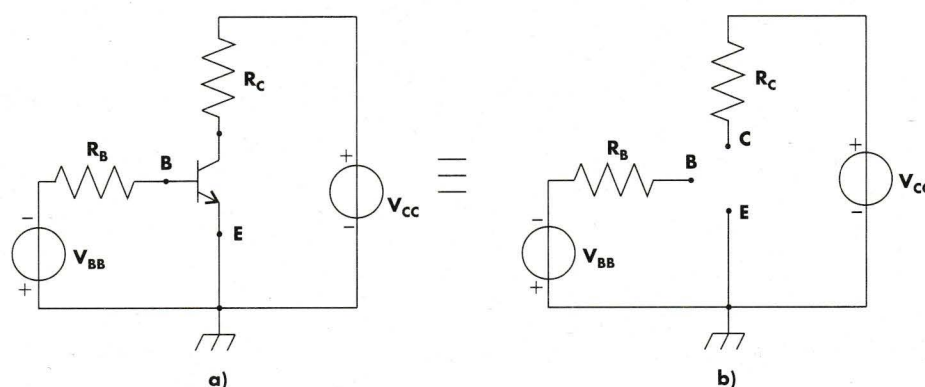 R_C
R_B
B
E
-
V_BB
+
+
V_CC
-
a)
R_C
C
R_B
B
E
-
V_BB
+
+
V_CC
-
b)